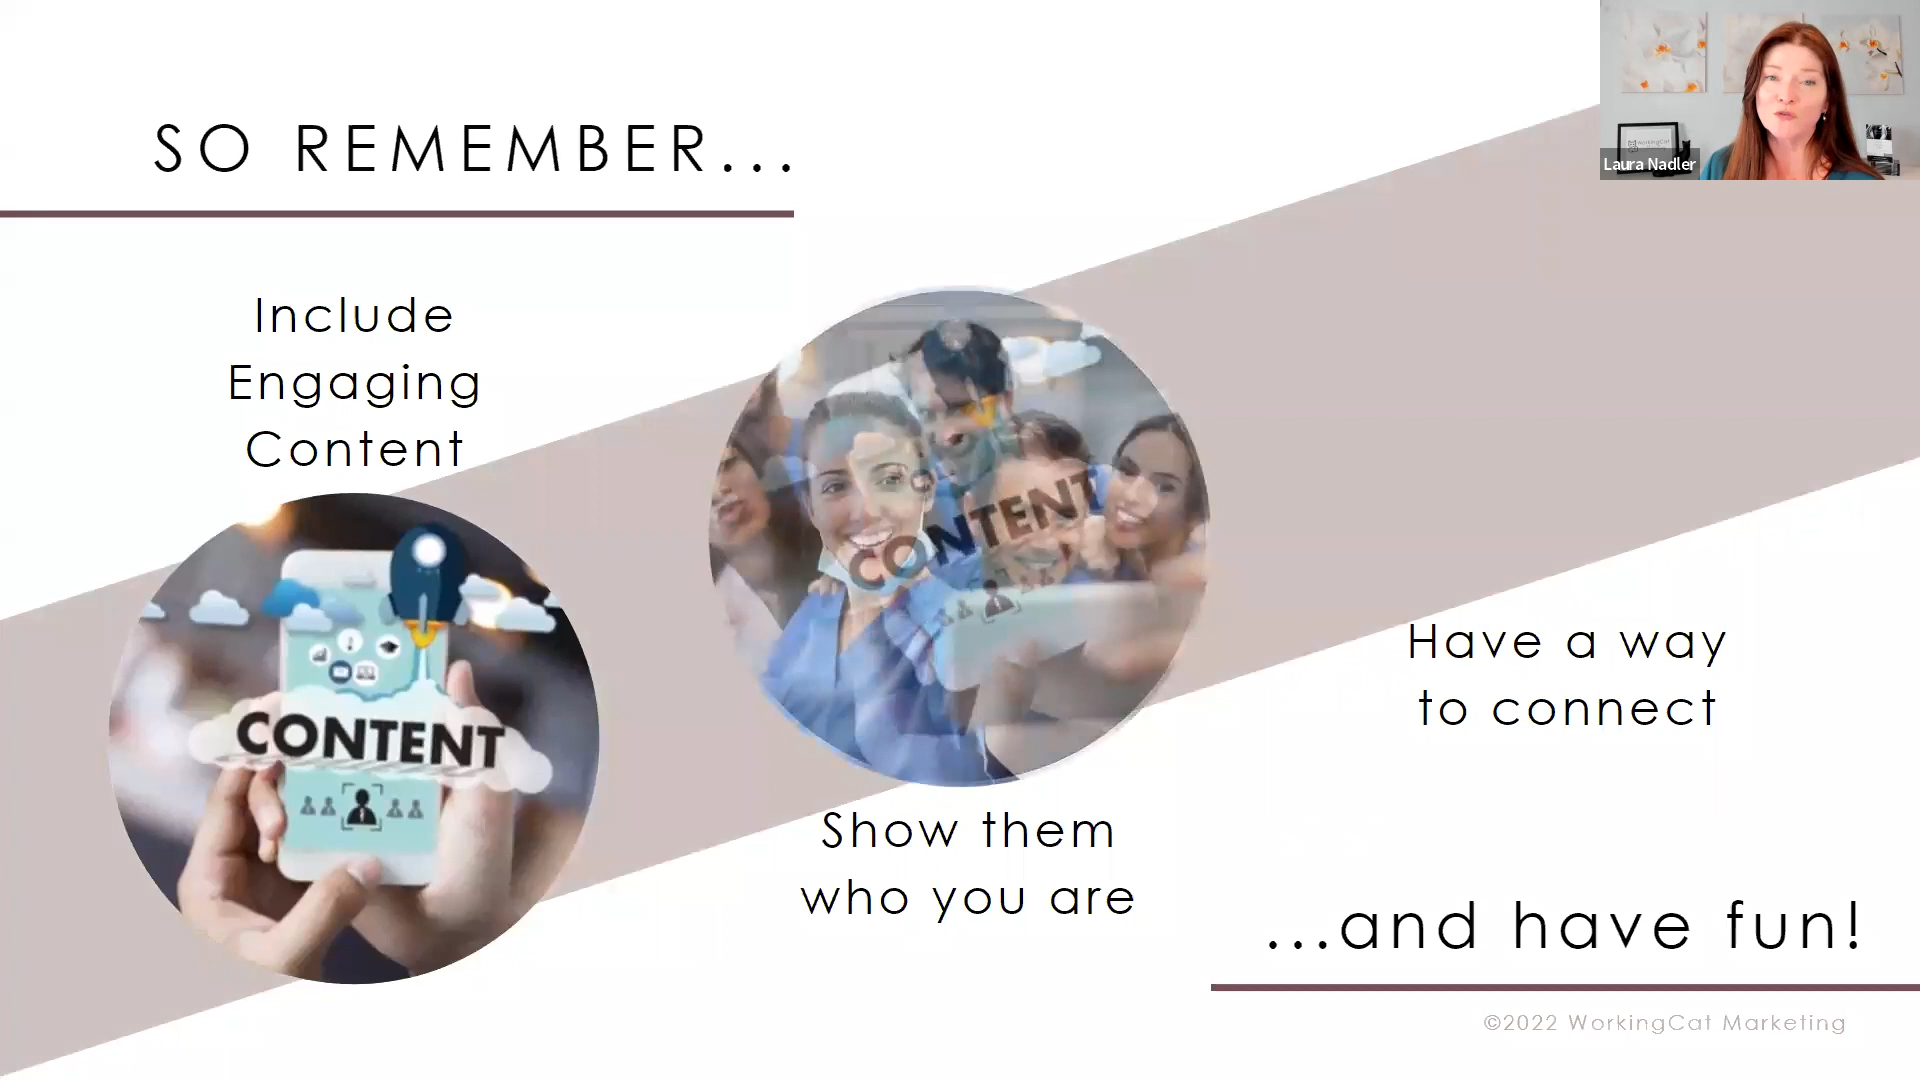 SO REMEMBER...
Laura Nadler
Include
Engaging
Content
CONTENT
CONTENT
Show them
who you are
Have a way
to connect
...and have fun!
©2022 WorkingCat Marketing